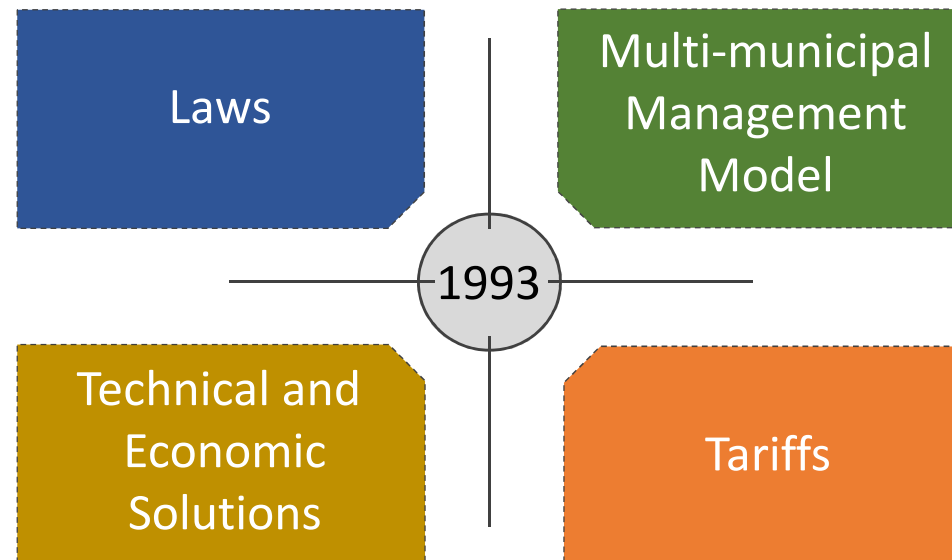 Laws
Multi-municipal
Management
Model
1993
Technical and
Economic
Solutions
Tariffs